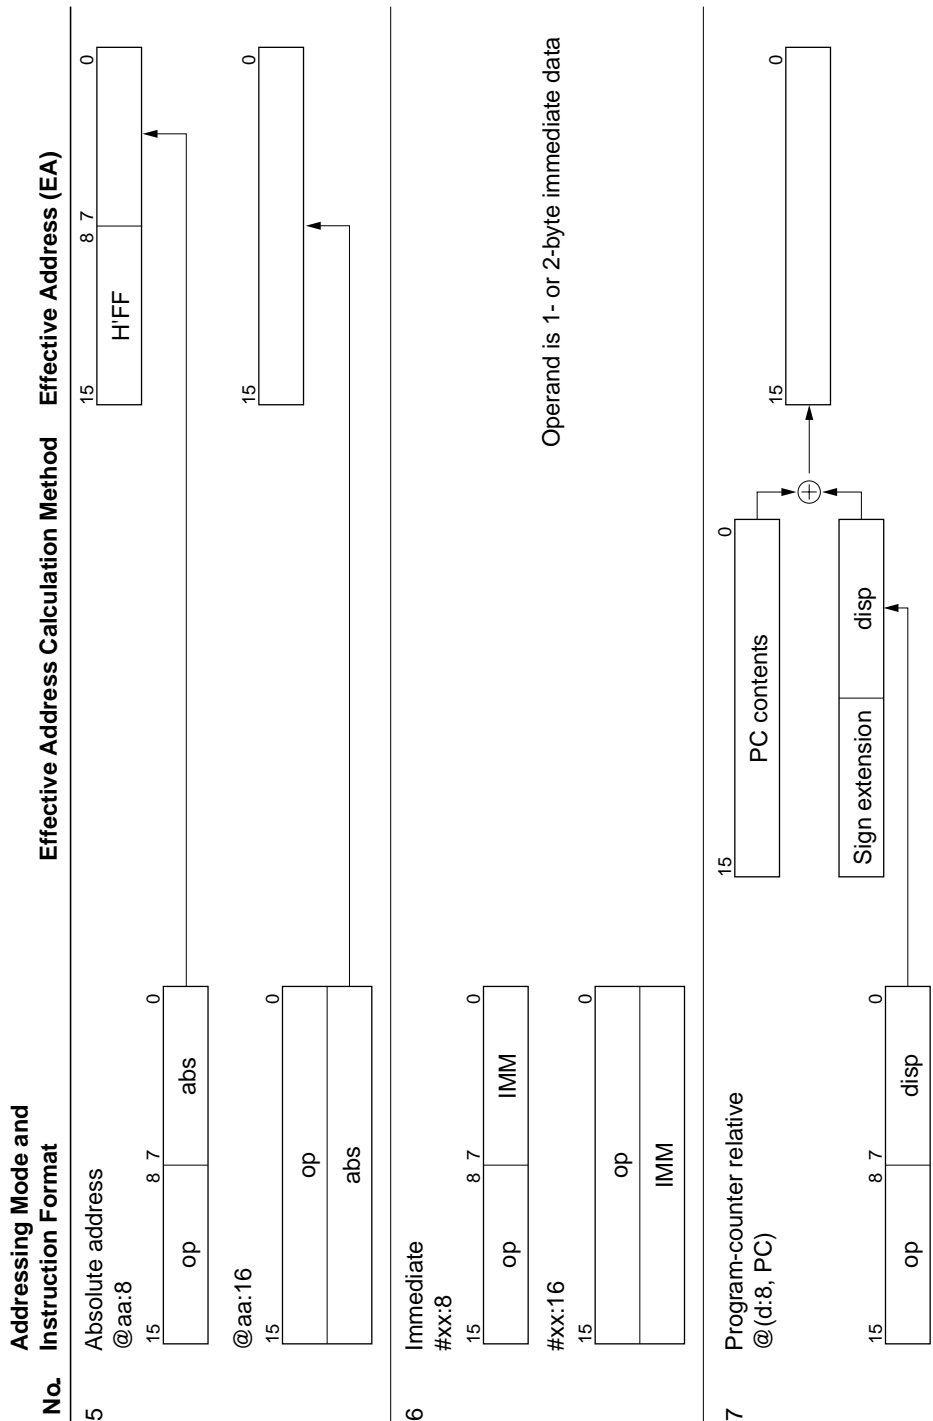 Addressing Mode and
No. Instruction Format Effective Address Calculation Method Effective Address (EA)
5 Absolute address
@aa:8
15 8 7 0
op abs
15 8 7 0
H'FF
@aa:16
15 0
op
abs
15 0
6 Immediate
#xx:8
15 8 7 0
op IMM
Operand is 1- or 2-byte immediate data
#xx:16
15 0
op
IMM
7 Program-counter relative
@(d:8, PC)
15 0
PC contents
15 0
Sign extension disp
15 8 7 0
op disp